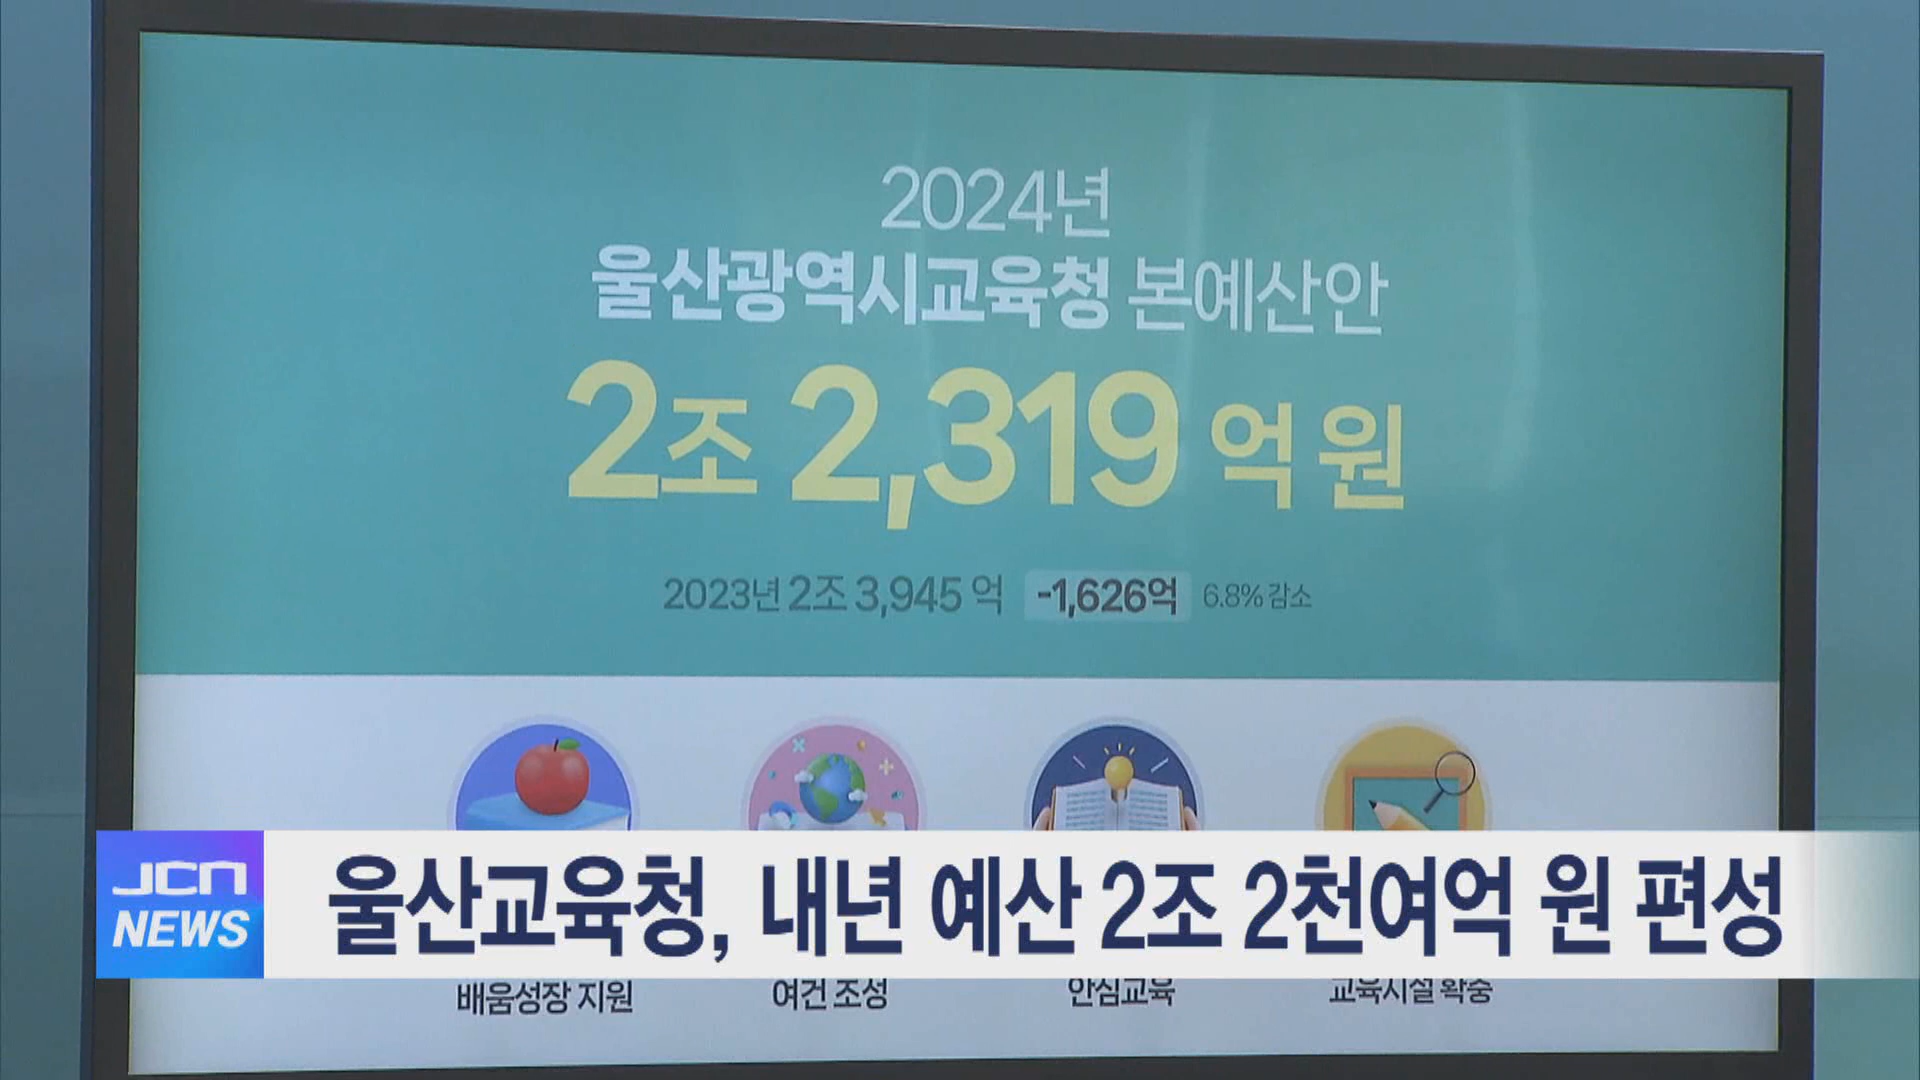 2024년
울산광역시교육청 본예산안
2조 2,319 억 원
2023년 2조 3,945 억 -1,626억 6.8% 감소
JCN
NEWS
울산교육청, 내년 예산 2조 2천여억 원 편성
배움성장 지원 여건 조성 안심교육 교육시설 확충